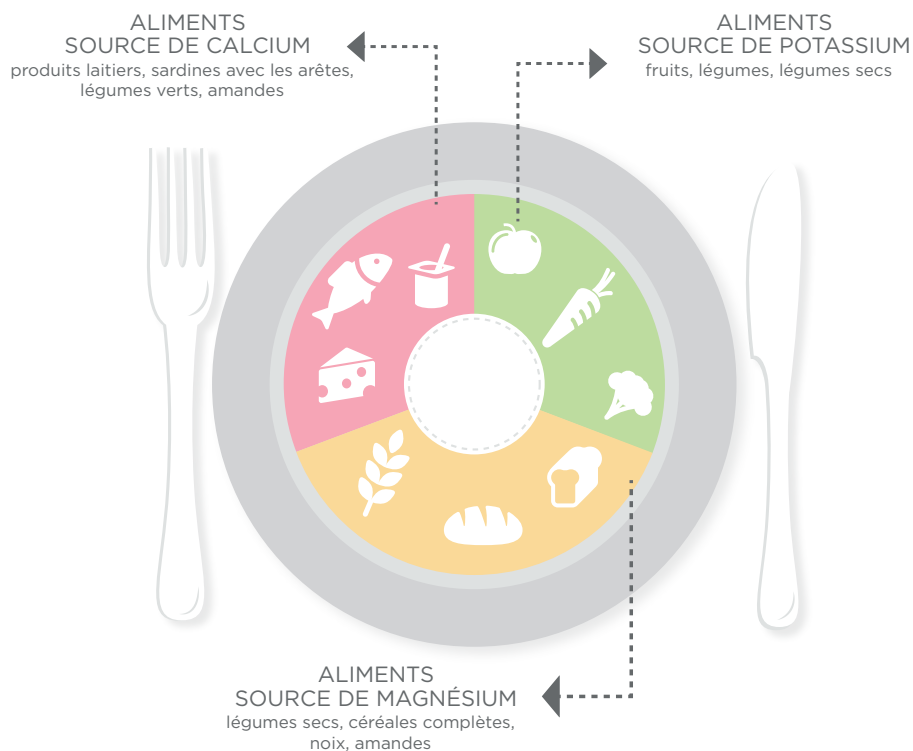 ALIMENTS
SOURCE DE CALCIUM
produits laitiers, sardines avec les arêtes,
légumes verts, amandes
ALIMENTS
SOURCE DE POTASSIUM
fruits, légumes, légumes secs
ALIMENTS
SOURCE DE MAGNÉSIUM
légumes secs, céréales complètes,
noix, amandes